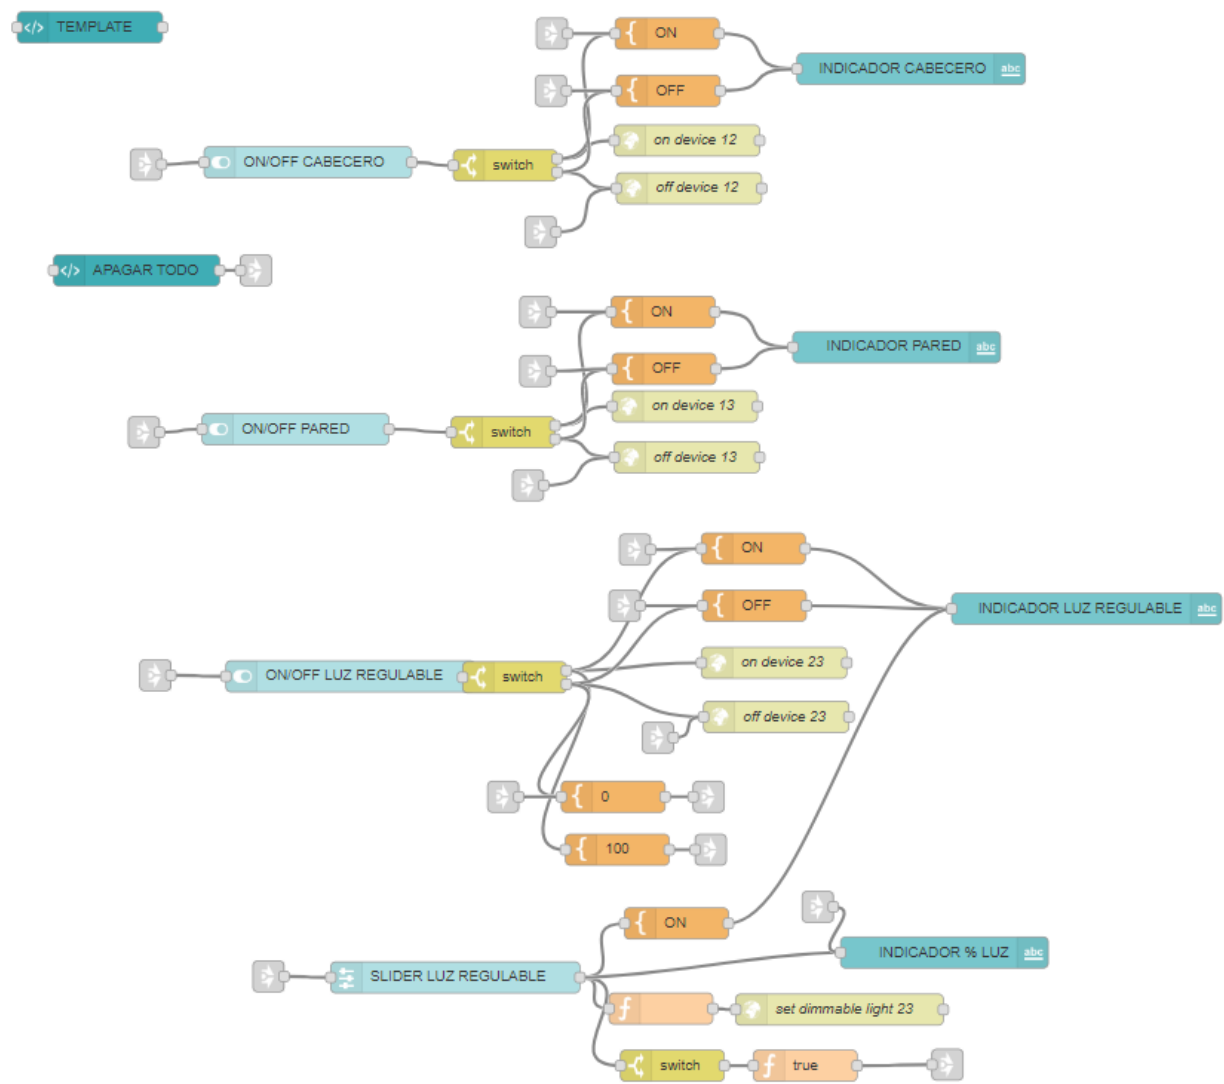 </> TEMPLATE
ON
INDICADOR CABECERO abc
OFF
on device 12
ON/OFF CABECERO
switch
off device 12
</> APAGAR TODO
ON
INDICADOR PARED abc
OFF
on device 13
ON/OFF PARED
switch
off device 13
ON
OFF
INDICADOR LUZ REGULABLE abc
on device 23
ON/OFF LUZ REGULABLE
switch
off device 23
0
100
ON
INDICADOR % LUZ abc
SLIDER LUZ REGULABLE
set dimmable light 23
switch
true